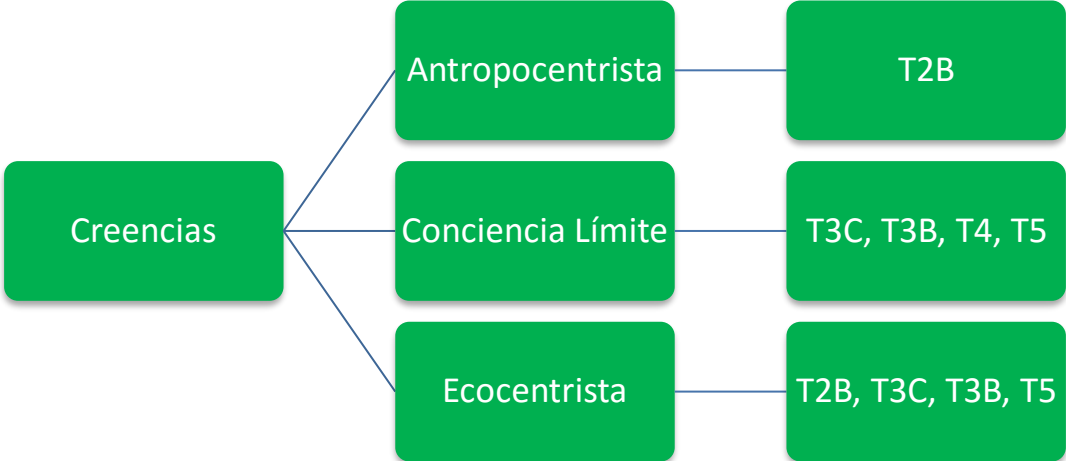 Antropocentrista
T2B
Creencias
Conciencia Límite
T3C, T3B, T4, T5
Ecocentrista
T2B, T3C, T3B, T5